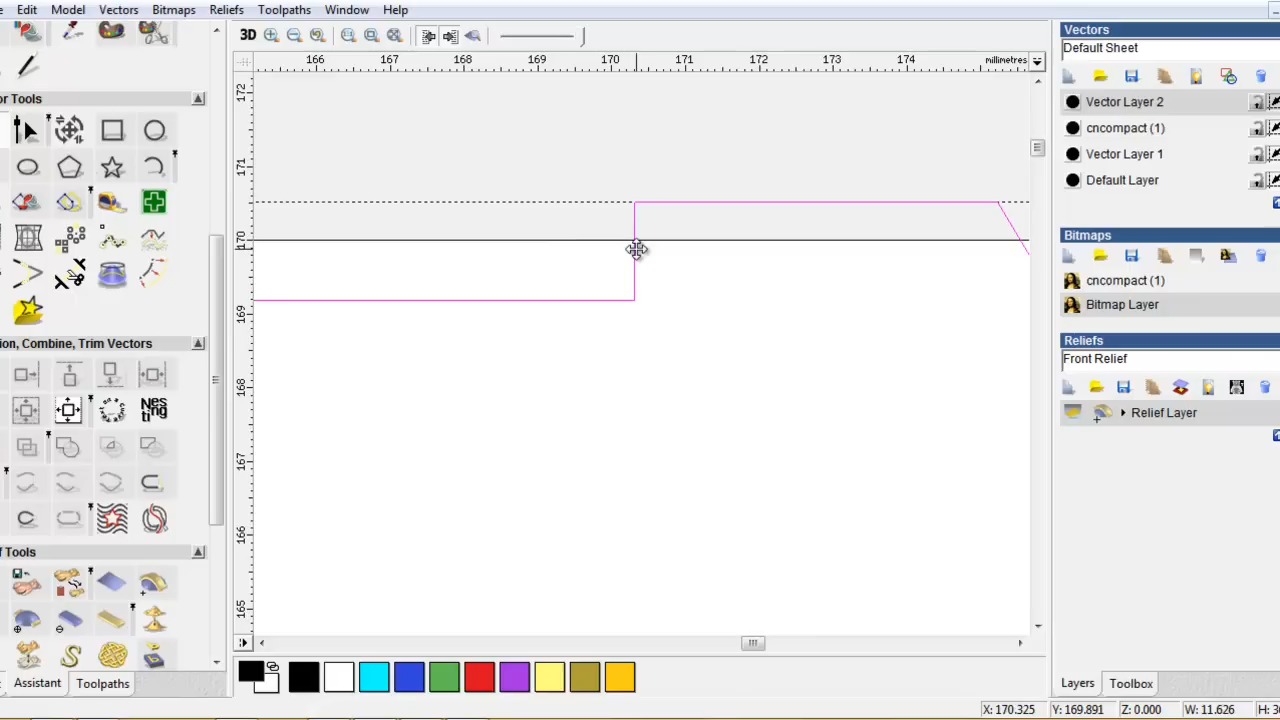 Edit Model Vectors Bitmaps Reliefs Toolpaths Window Help
3D
166 167 168 169 170 171 172 173 174 millimetres
172
171
170
169
168
167
166
165
or Tools
ion, Combine, Trim Vectors
Nes
ting
f Tools
Assistant Toolpaths
Vectors
Default Sheet
Vector Layer 2
cncompact (1)
Vector Layer 1
Default Layer
Bitmaps
cncompact (1)
Bitmap Layer
Reliefs
Front Relief
Relief Layer
Layers Toolbox
X: 170.325 Y: 169.891 Z: 0.000 W: 11.626